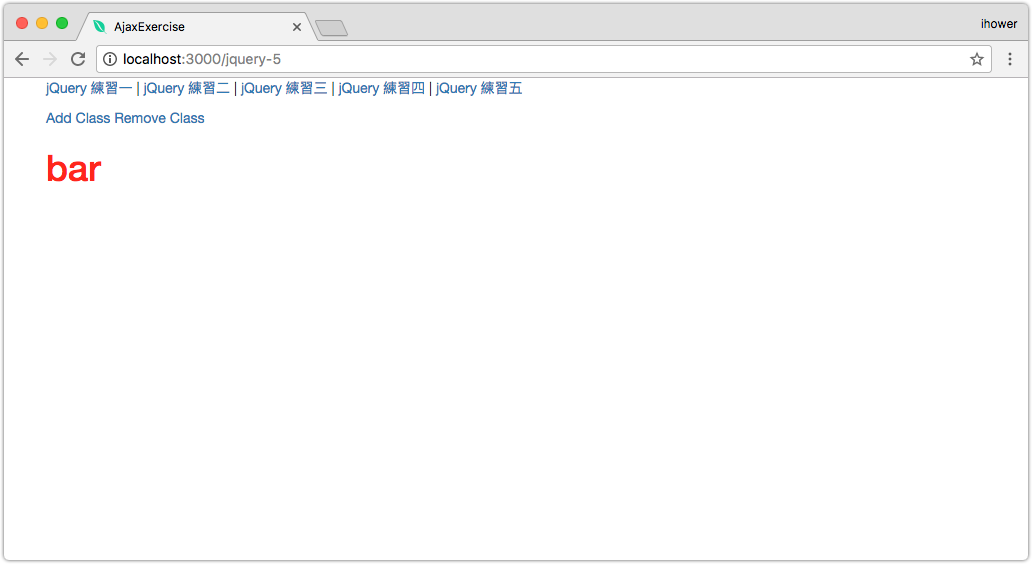 AjaxExercise
ihower
localhost:3000/jquery-5
jQuery 練習一 | jQuery 練習二 | jQuery 練習三 | jQuery 練習四 | jQuery 練習五
Add Class Remove Class
bar